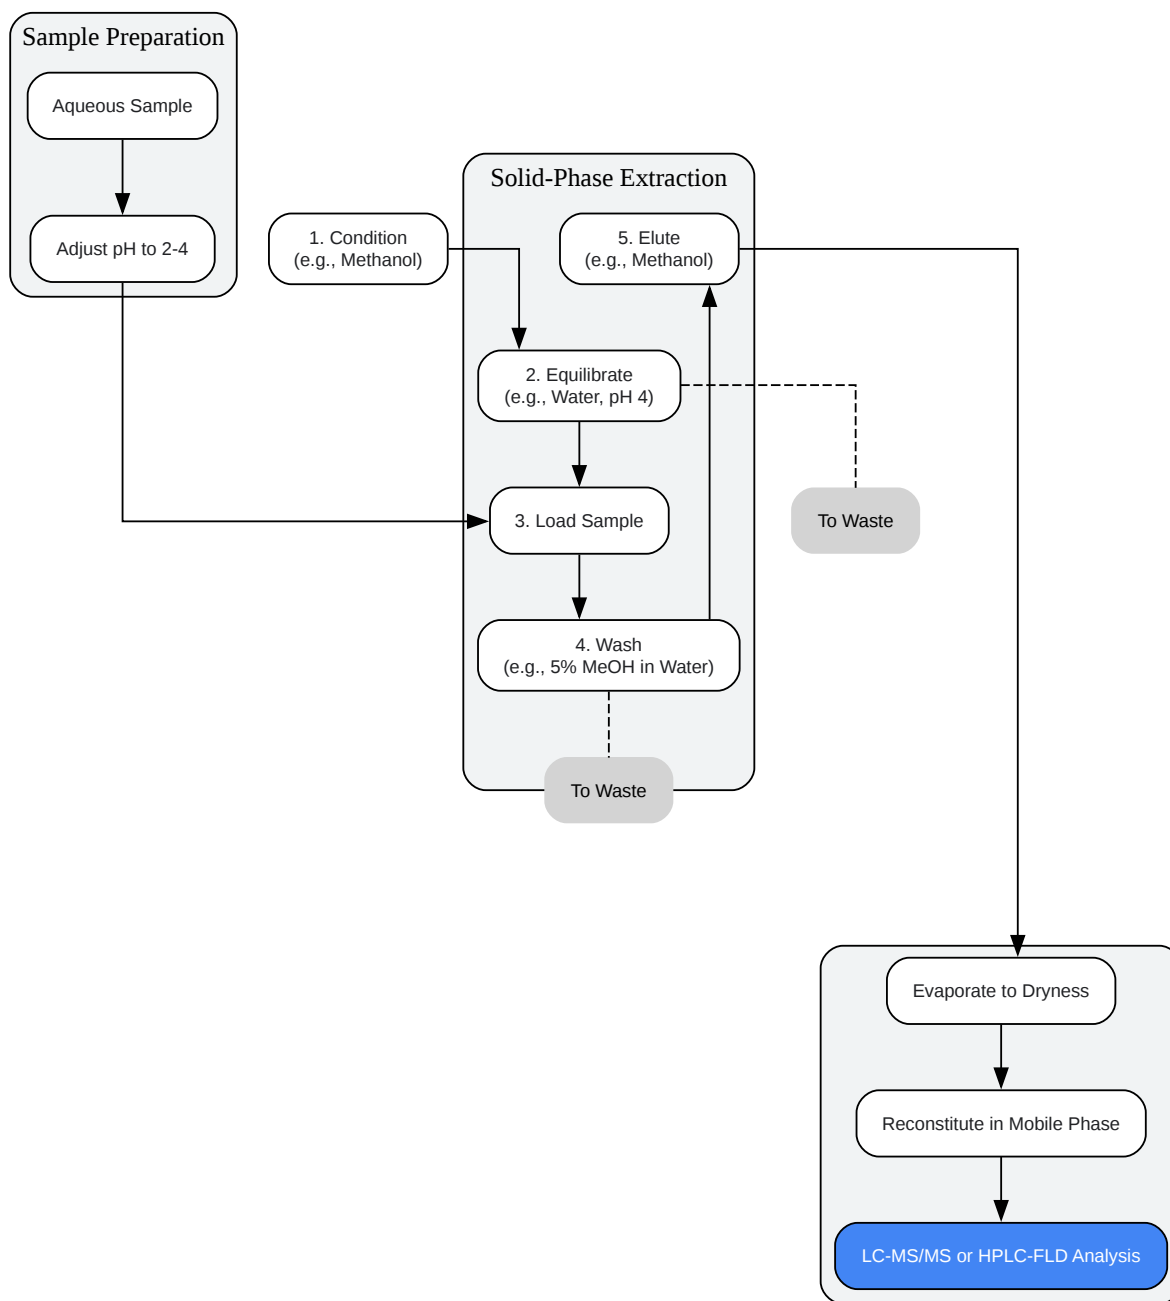 Sample Preparation
Aqueous Sample
Adjust pH to 2-4
Solid-Phase Extraction
1. Condition
(e.g., Methanol)
5. Elute
(e.g., Methanol)
2. Equilibrate
(e.g., Water, pH 4)
3. Load Sample
To Waste
4. Wash
(e.g., 5% MeOH in Water)
To Waste
Evaporate to Dryness
Reconstitute in Mobile Phase
LC-MS/MS or HPLC-FLD Analysis